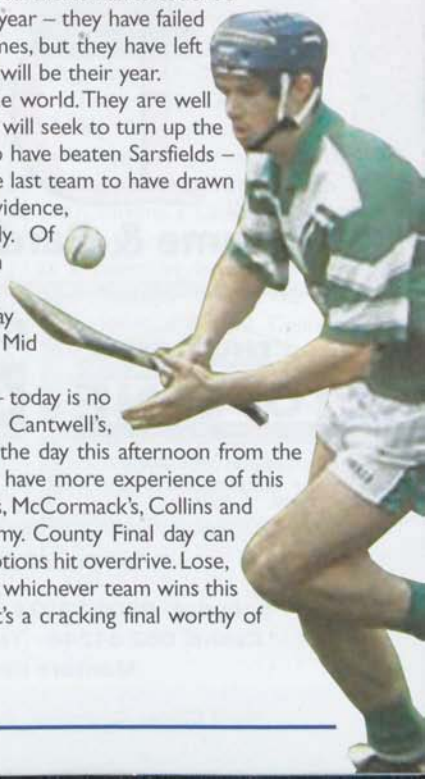 year – they have failed
mes, but they have left
will be their year.
e world. They are well
will seek to turn up the
o have beaten Sarsfields –
e last team to have drawn
vidence,
ly. Of
ay
Mid
– today is no
Cantwell's,
the day this afternoon from the
have more experience of this
s, McCormack's, Collins and
my. County Final day can
otions hit overdrive. Lose,
whichever team wins this
t's a cracking final worthy of